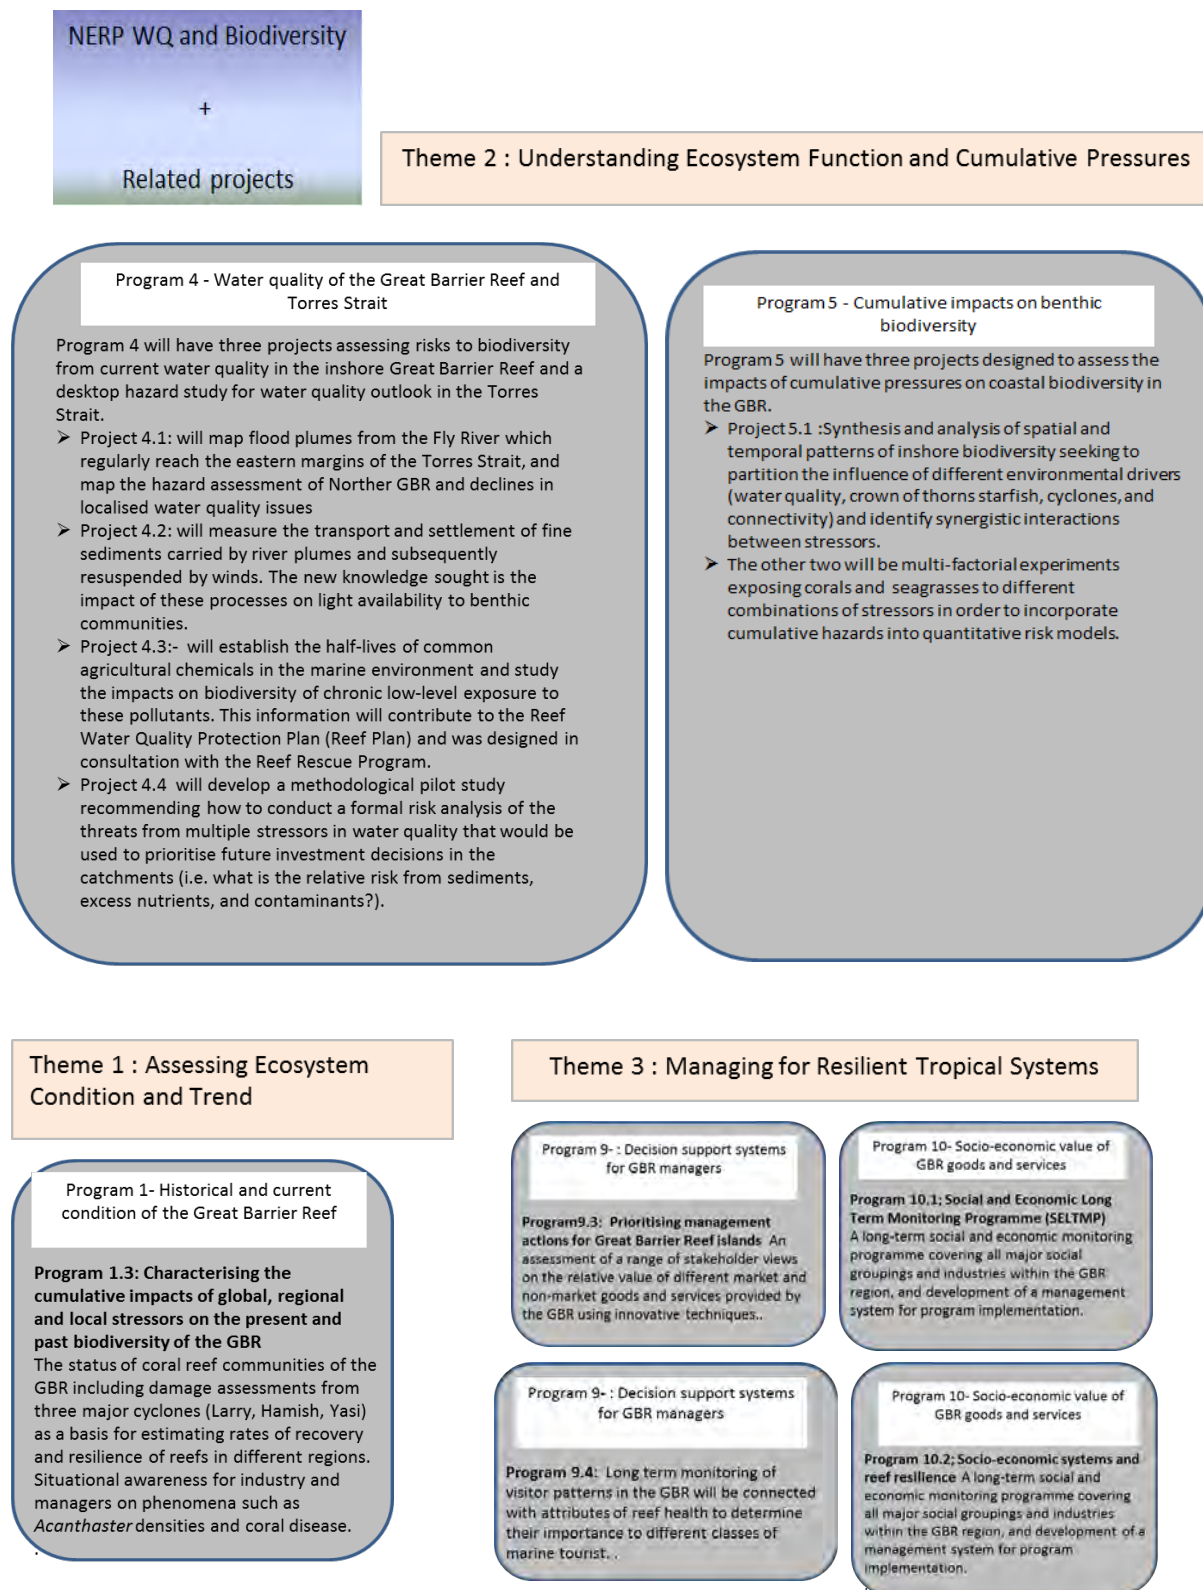 NERP WQ and Biodiversity
+
Related projects
Theme 2 : Understanding Ecosystem Function and Cumulative Pressures
Program 4 - Water quality of the Great Barrier Reef and
Torres Strait
Program 4 will have three projects assessing risks to biodiversity
from current water quality in the inshore Great Barrier Reef and a
desktop hazard study for water quality outlook in the Torres
Strait.
➢ Project 4.1: will map flood plumes from the Fly River which
regularly reach the eastern margins of the Torres Strait, and
map the hazard assessment of Norther GBR and declines in
localised water quality issues
➢ Project 4.2: will measure the transport and settlement of fine
sediments carried by river plumes and subsequently
resuspended by winds. The new knowledge sought is the
impact of these processes on light availability to benthic
communities.
➢ Project 4.3:- will establish the half-lives of common
agricultural chemicals in the marine environment and study
the impacts on biodiversity of chronic low-level exposure to
these pollutants. This information will contribute to the Reef
Water Quality Protection Plan (Reef Plan) and was designed in
consultation with the Reef Rescue Program.
➢ Project 4.4 will develop a methodological pilot study
recommending how to conduct a formal risk analysis of the
threats from multiple stressors in water quality that would be
used to prioritise future investment decisions in the
catchments (i.e. what is the relative risk from sediments,
excess nutrients, and contaminants?).
Program 5 - Cumulative impacts on benthic
biodiversity
Program 5 will have three projects designed to assess the
impacts of cumulative pressures on coastal biodiversity in
the GBR.
➢ Project 5.1 :Synthesis and analysis of spatial and
temporal patterns of inshore biodiversity seeking to
partition the influence of different environmental drivers
(water quality, crown of thorns starfish, cyclones, and
connectivity) and identify synergistic interactions
between stressors.
➢ The other two will be multi-factorial experiments
exposing corals and seagrasses to different
combinations of stressors in order to incorporate
cumulative hazards into quantitative risk models.
Theme 1 : Assessing Ecosystem
Condition and Trend
Program 1- Historical and current
condition of the Great Barrier Reef
Program 1.3: Characterising the
cumulative impacts of global, regional
and local stressors on the present and
past biodiversity of the GBR
The status of coral reef communities of the
GBR including damage assessments from
three major cyclones (Larry, Hamish, Yasi)
as a basis for estimating rates of recovery
and resilience of reefs in different regions.
Situational awareness for industry and
managers on phenomena such as
Acanthaster densities and coral disease.
.
Theme 3 : Managing for Resilient Tropical Systems
Program 9- : Decision support systems
for GBR managers
Program9.3: Prioritising management
actions for Great Barrier Reef islands An
assessment of a range of stakeholder views
on the relative value of different market and
non-market goods and services provided by
the GBR using innovative techniques..
Program 10- Socio-economic value of
GBR goods and services
Program 10.1; Social and Economic Long
Term Monitoring Programme (SELTMP)
A long-term social and economic monitoring
programme covering all major social
groupings and industries within the GBR
region, and development of a management
system for program implementation.
Program 9- : Decision support systems
for GBR managers
Program 9.4: Long term monitoring of
visitor patterns in the GBR will be connected
with attributes of reef health to determine
their importance to different classes of
marine tourist. .
Program 10- Socio-economic value of
GBR goods and services
Program 10.2; Socio-economic systems and
reef resilience A long-term social and
economic monitoring programme covering
all major social groupings and industries
within the GBR region, and development of a
management system for program
implementation.